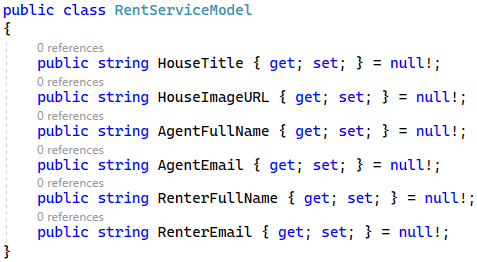 public class RentServiceModel
{
0 references
public string HouseTitle { get; set; } = null!;
0 references
public string HouseImageURL { get; set; } = null!;
0 references
public string AgentFullName { get; set; } = null!;
0 references
public string AgentEmail { get; set; } = null!;
0 references
public string RenterFullName { get; set; } = null!;
0 references
public string RenterEmail { get; set; } = null!;
}